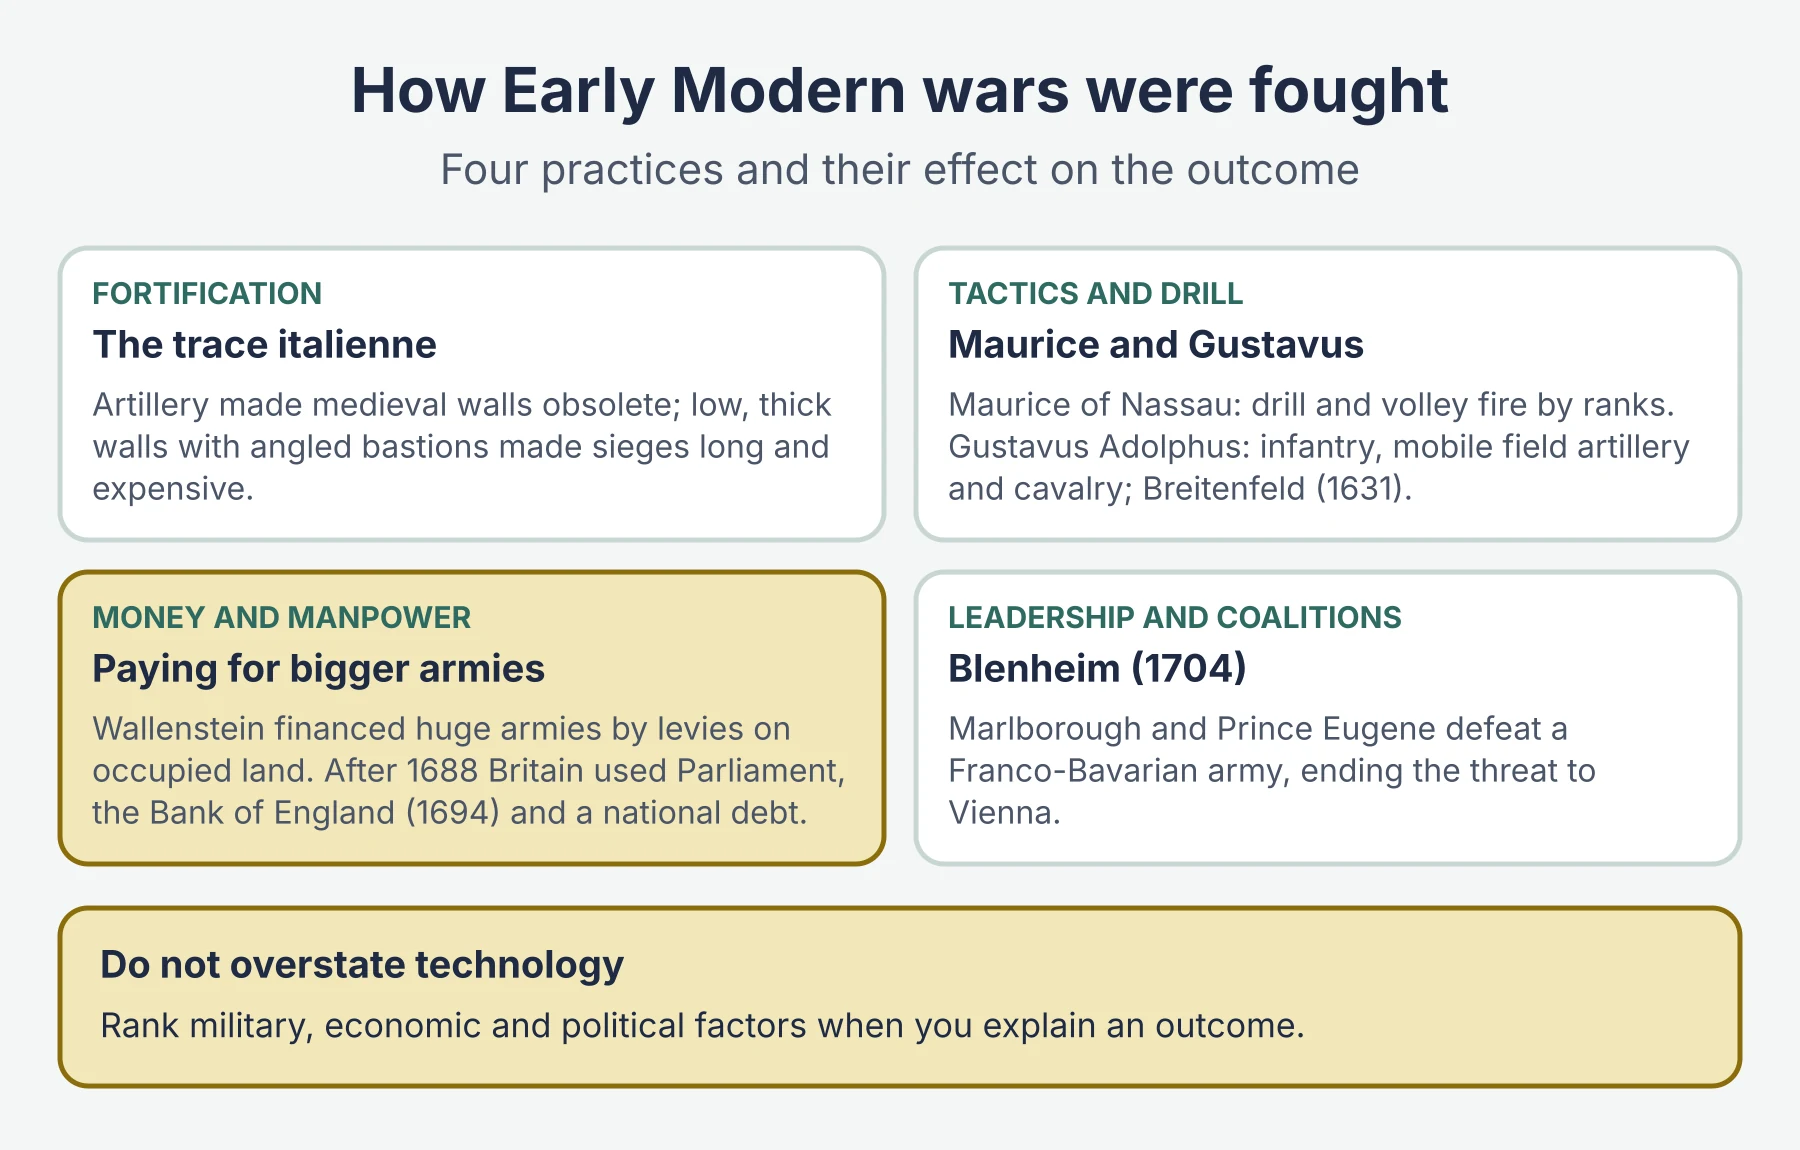 How Early Modern wars were fought
Four practices and their effect on the outcome
FORTIFICATION
The trace italienne
Artillery made medieval walls obsolete; low, thick
walls with angled bastions made sieges long and
expensive.
TACTICS AND DRILL
Maurice and Gustavus
Maurice of Nassau: drill and volley fire by ranks.
Gustavus Adolphus: infantry, mobile field artillery
and cavalry; Breitenfeld (1631).
MONEY AND MANPOWER
Paying for bigger armies
Wallenstein financed huge armies by levies on
occupied land. After 1688 Britain used Parliament,
the Bank of England (1694) and a national debt.
LEADERSHIP AND COALITIONS
Blenheim (1704)
Marlborough and Prince Eugene defeat a
Franco-Bavarian army, ending the threat to
Vienna.
Do not overstate technology
Rank military, economic and political factors when you explain an outcome.